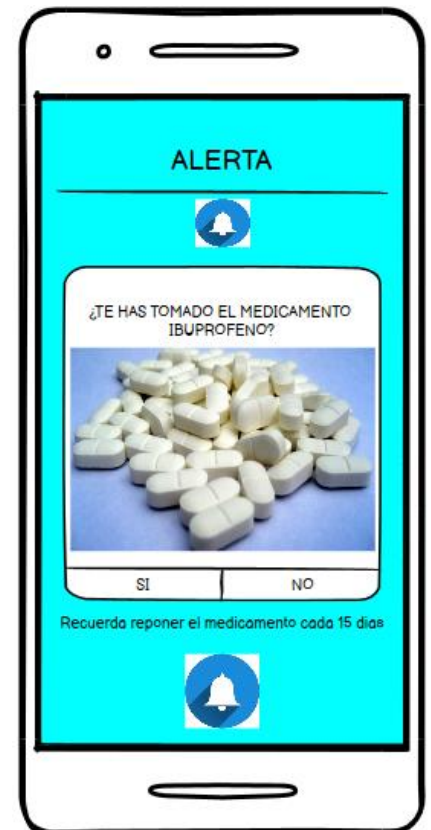 ALERTA
¿TE HAS TOMADO EL MEDICAMENTO
IBUPROFENO?
SI
NO
Recuerda reponer el medicamento cada 15 dias